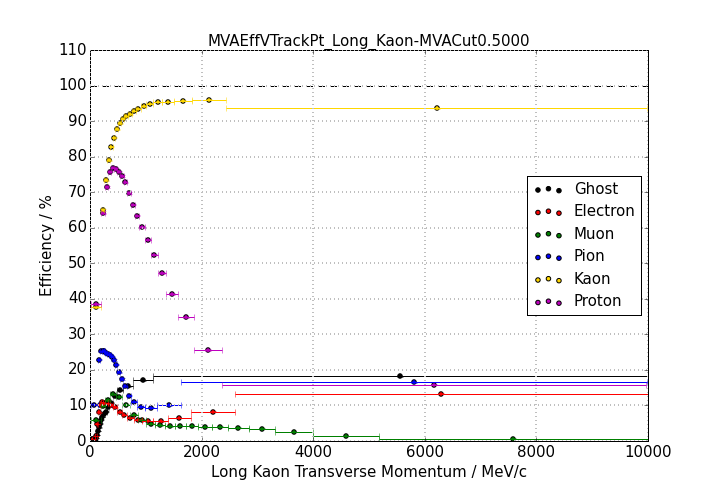 MVAEffVTrackPt_Long_Kaon-MVACut0.5000
110
100
90
80
70
60
50
40
30
20
10
0
Efficiency / %
Ghost
Electron
Muon
Pion
Kaon
Proton
0 2000 4000 6000 8000 10000
Long Kaon Transverse Momentum / MeV/c